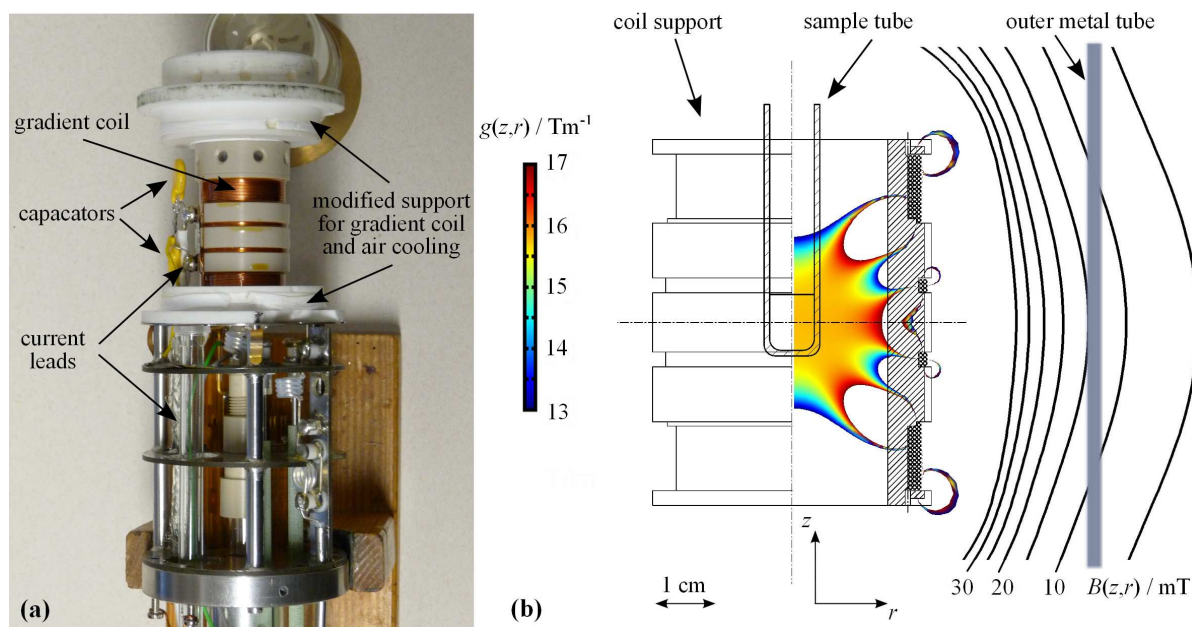 gradient coil
capacators
current
leads
modified support
for gradient coil
and air cooling
(a)
coil support
sample tube
outer metal tube
g(z,r) / Tm⁻¹
17
16
15
14
13
z
r
1 cm
30
20
10
B(z,r) / mT
(b)